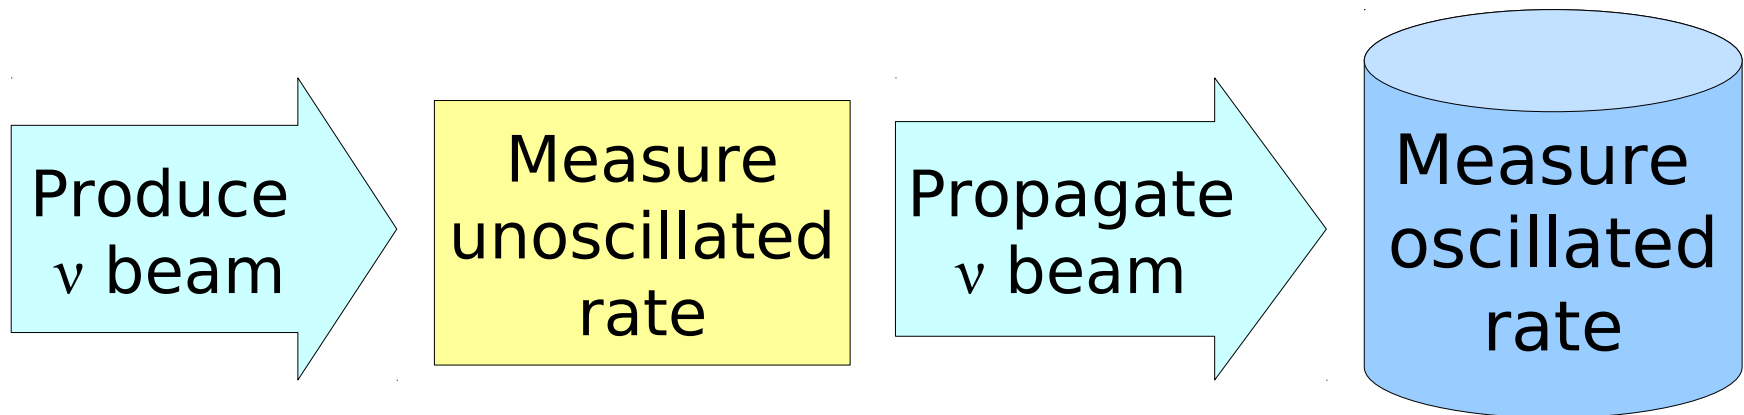 Produce
ν beam
Measure
unoscillated
rate
Propagate
ν beam
Measure
oscillated
rate